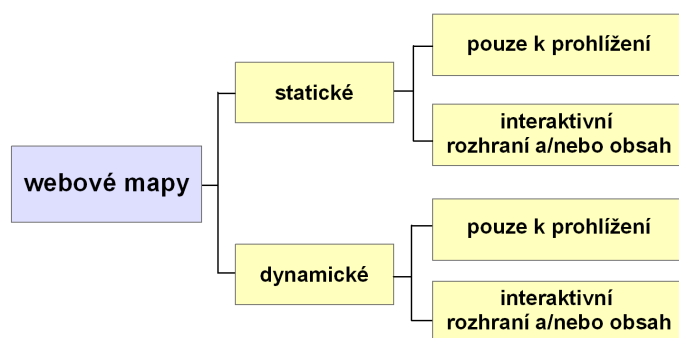 webové mapy
statické
pouze k prohlížení
interaktivní
rozhraní a/nebo obsah
dynamické
pouze k prohlížení
interaktivní
rozhraní a/nebo obsah